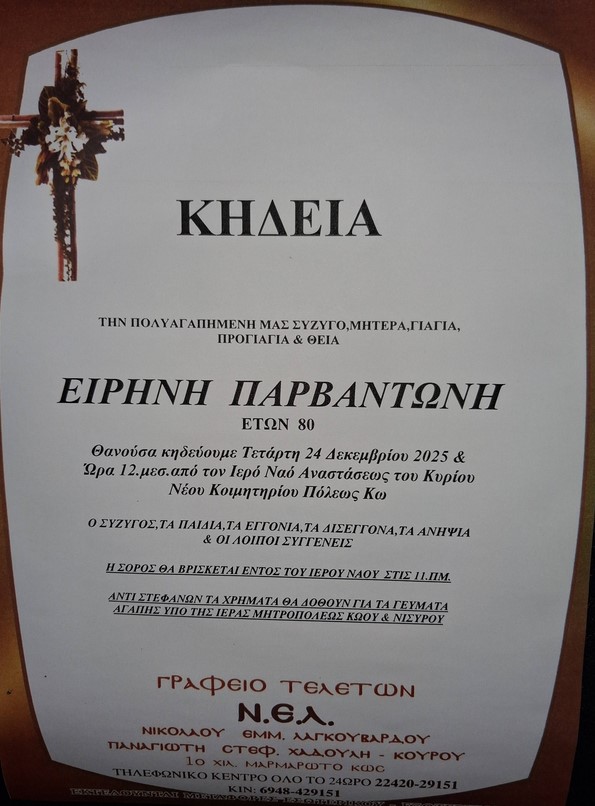 ΚΗΔΕΙΑ
ΤΗΝ ΠΟΛΥΑΓΑΠΗΜΕΝΗ ΜΑΣ ΣΥΖΥΓΟ,ΜΗΤΕΡΑ,ΓΙΑΓΙΑ,
ΠΡΟΓΙΑΓΙΑ & ΘΕΙΑ
ΕΙΡΗΝΗ ΠΑΡΒΑΝΤΩΝΗ
ΕΤΩΝ 80
Θανούσα κηδεύουμε Τετάρτη 24 Δεκεμβρίου 2025 &
Ώρα 12.μεσ.από τον Ιερό Ναό Αναστάσεως του Κυρίου
Νέου Κοιμητηρίου Πόλεως Κω
Ο ΣΥΖΥΓΟΣ,ΤΑ ΠΑΙΔΙΑ,ΤΑ ΕΓΓΟΝΙΑ,ΤΑ ΔΙΣΕΓΓΟΝΑ,ΤΑ ΑΝΗΨΙΑ
& ΟΙ ΛΟΙΠΟΙ ΣΥΓΓΕΝΕΙΣ
Η ΣΟΡΟΣ ΘΑ ΒΡΙΣΚΕΤΑΙ ΕΝΤΟΣ ΤΟΥ ΙΕΡΟΥ ΝΑΟΥ ΣΤΙΣ 11.ΠΜ.
ΑΝΤΙ ΣΤΕΦΑΝΩΝ ΤΑ ΧΡΗΜΑΤΑ ΘΑ ΔΟΘΟΥΝ ΓΙΑ ΤΑ ΓΕΥΜΑΤΑ
ΑΓΑΠΗΣ ΥΠΟ ΤΗΣ ΙΕΡΑΣ ΜΗΤΡΟΠΟΛΕΩΣ ΚΩΟΥ & ΝΙΣΥΡΟΥ
ΓΡΑΦΕΙΟ ΤΕΛΕΤΩΝ
Ν.Ε.Λ.
ΝΙΚΟΛΑΟΥ ΕΜΜ. ΛΑΓΚΟΥΒΑΡΔΟΥ
ΠΑΝΑΓΙΩΤΗ ΣΤΕΦ. ΧΑΔΟΥΛΗ - ΚΟΥΡΟΥ
1ο ΧΙΛ. ΜΑΡΜΑΡΩΤΟ ΚΩΣ
ΤΗΛΕΦΩΝΙΚΟ ΚΕΝΤΡΟ ΟΛΟ ΤΟ 24ΩΡΟ 22420-29151
ΚΙΝ: 6948-429151